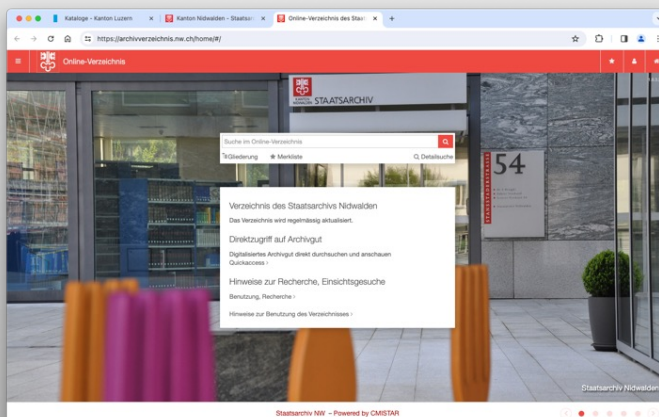 Kataloge - Kanton Luzern
Kanton Nidwalden - Staatsar
Online-Verzeichnis des Staa
https://archivverzeichnis.nw.ch/home/#/
Online-Verzeichnis
KANTON
NIDWALDEN
STAATSARCHIV
Suche im Online-Verzeichnis
Gliederung
Merkliste
Detailsuche
54
STANSSTADERSTRASSE
Verzeichnis des Staatsarchivs Nidwalden
Das Verzeichnis wird regelmässig aktualisiert.
Direktzugriff auf Archivgut
Digitalisiertes Archivgut direkt durchsuchen und anschauen
Quickaccess >
Hinweise zur Recherche, Einsichtsgesuche
Benutzung, Recherche >
Hinweise zur Benutzung des Verzeichnisses >
Staatsarchiv Nidwalden
Staatsarchiv NW - Powered by CMISTAR